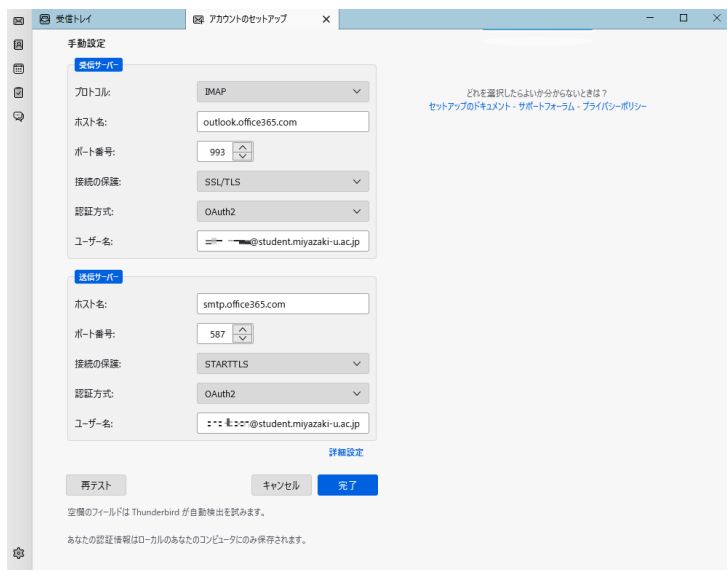 受信トレイ
アカウントのセットアップ
手動設定
受信サーバー
プロトコル: IMAP
ホスト名: outlook.office365.com
ポート番号: 993
接続の保護: SSL/TLS
認証方式: OAuth2
ユーザー名: @student.miyazaki-u.ac.jp
送信サーバー
ホスト名: smtp.office365.com
ポート番号: 587
接続の保護: STARTTLS
認証方式: OAuth2
ユーザー名: @student.miyazaki-u.ac.jp
詳細設定
再テスト キャンセル 完了
空欄のフィールドは Thunderbird が自動検出を試みます。
あなたの認証情報はローカルのあなたのコンピュータにのみ保存されます。
どれを選択したらよいか分からないときは？
セットアップのドキュメント - サポートフォーラム - プライバシーポリシー